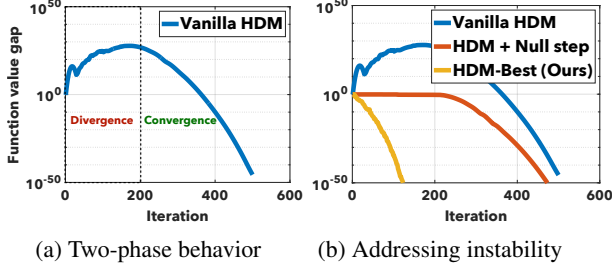 Function value gap
10^50
10^0
10^-50
Vanilla HDM
Divergence
Convergence
0
200
400
600
Iteration
(a) Two-phase behavior
10^50
10^0
10^-50
Vanilla HDM
HDM + Null step
HDM-Best (Ours)
0
200
400
600
Iteration
(b) Addressing instability